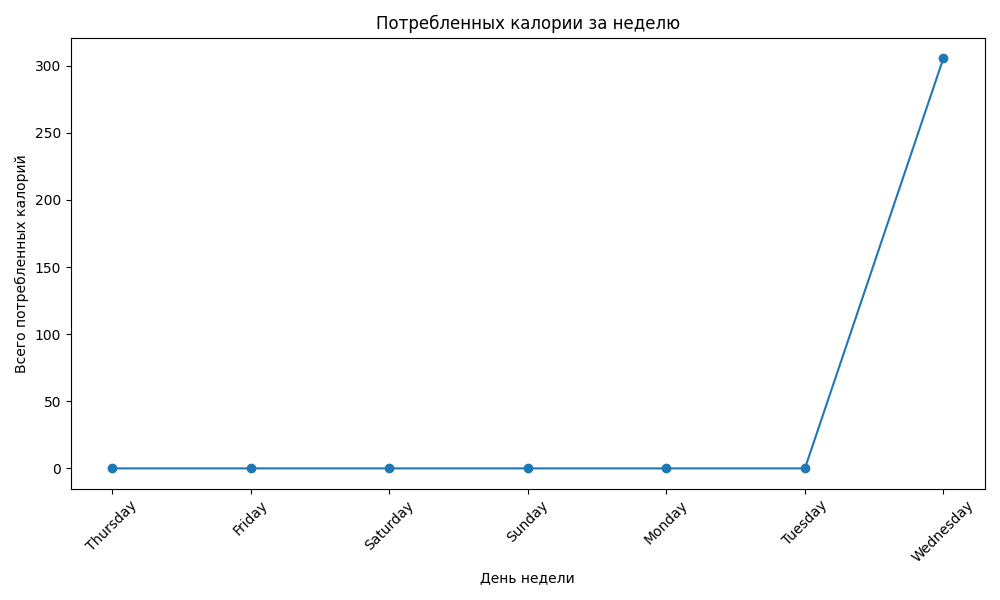 Потребленных калории за неделю
Всего потребленных калорий
300
250
200
150
100
50
0
Thursday
Friday
Saturday
Sunday
Monday
Tuesday
Wednesday
День недели